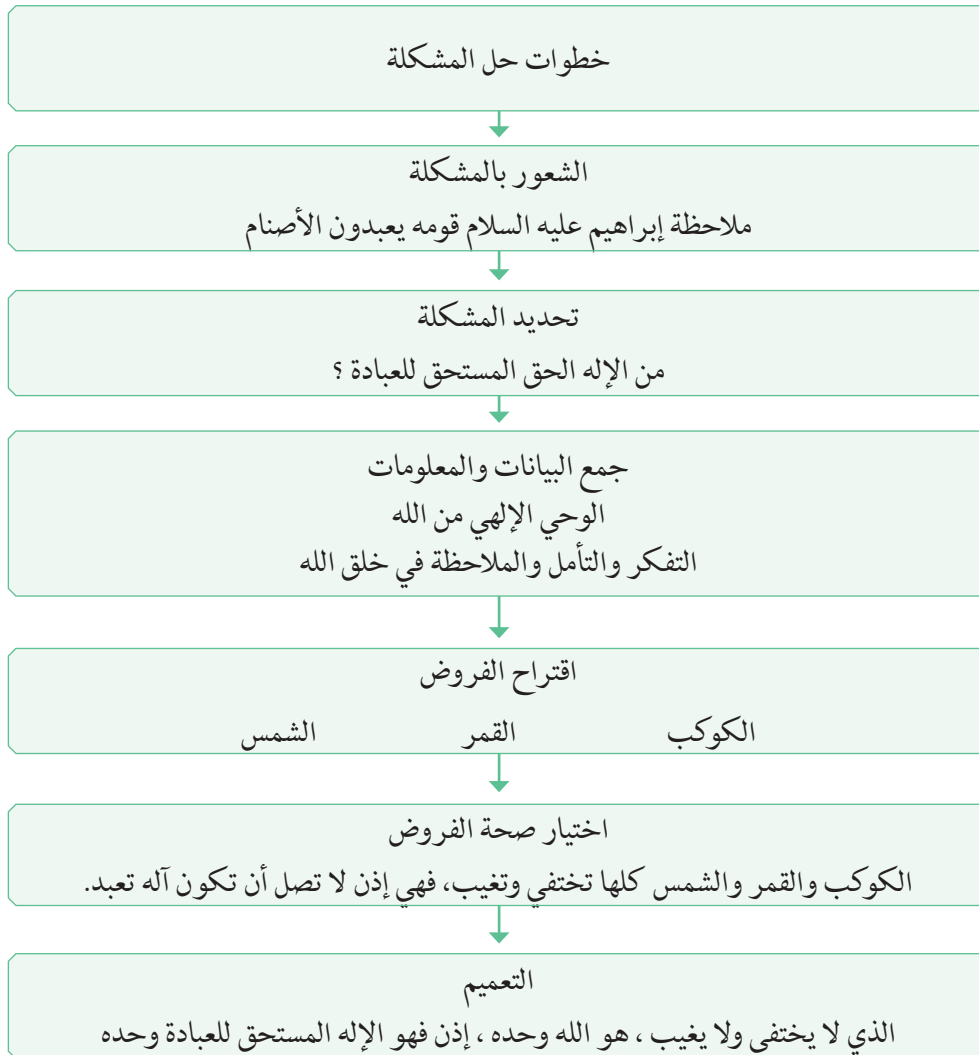 خطوات حل المشكلة
الشعور بالمشكلة
ملاحظة إبراهيم عليه السلام قومه يعبدون الأصنام
تحديد المشكلة
من الإله الحق المستحق للعبادة ؟
جمع البيانات والمعلومات
الوحي الإلهي من الله
التفكر والتأمل والملاحظة في خلق الله
اقتراح الفروض
الكوكب القمر الشمس
اختيار صحة الفروض
الكوكب والقمر والشمس كلها تختفي وتغيب، فهي إذن لا تصل أن تكون آله تعبد.
التعميم
الذي لا يختفى ولا يغيب ، هو الله وحده ، إذن فهو الإله المستحق للعبادة وحده